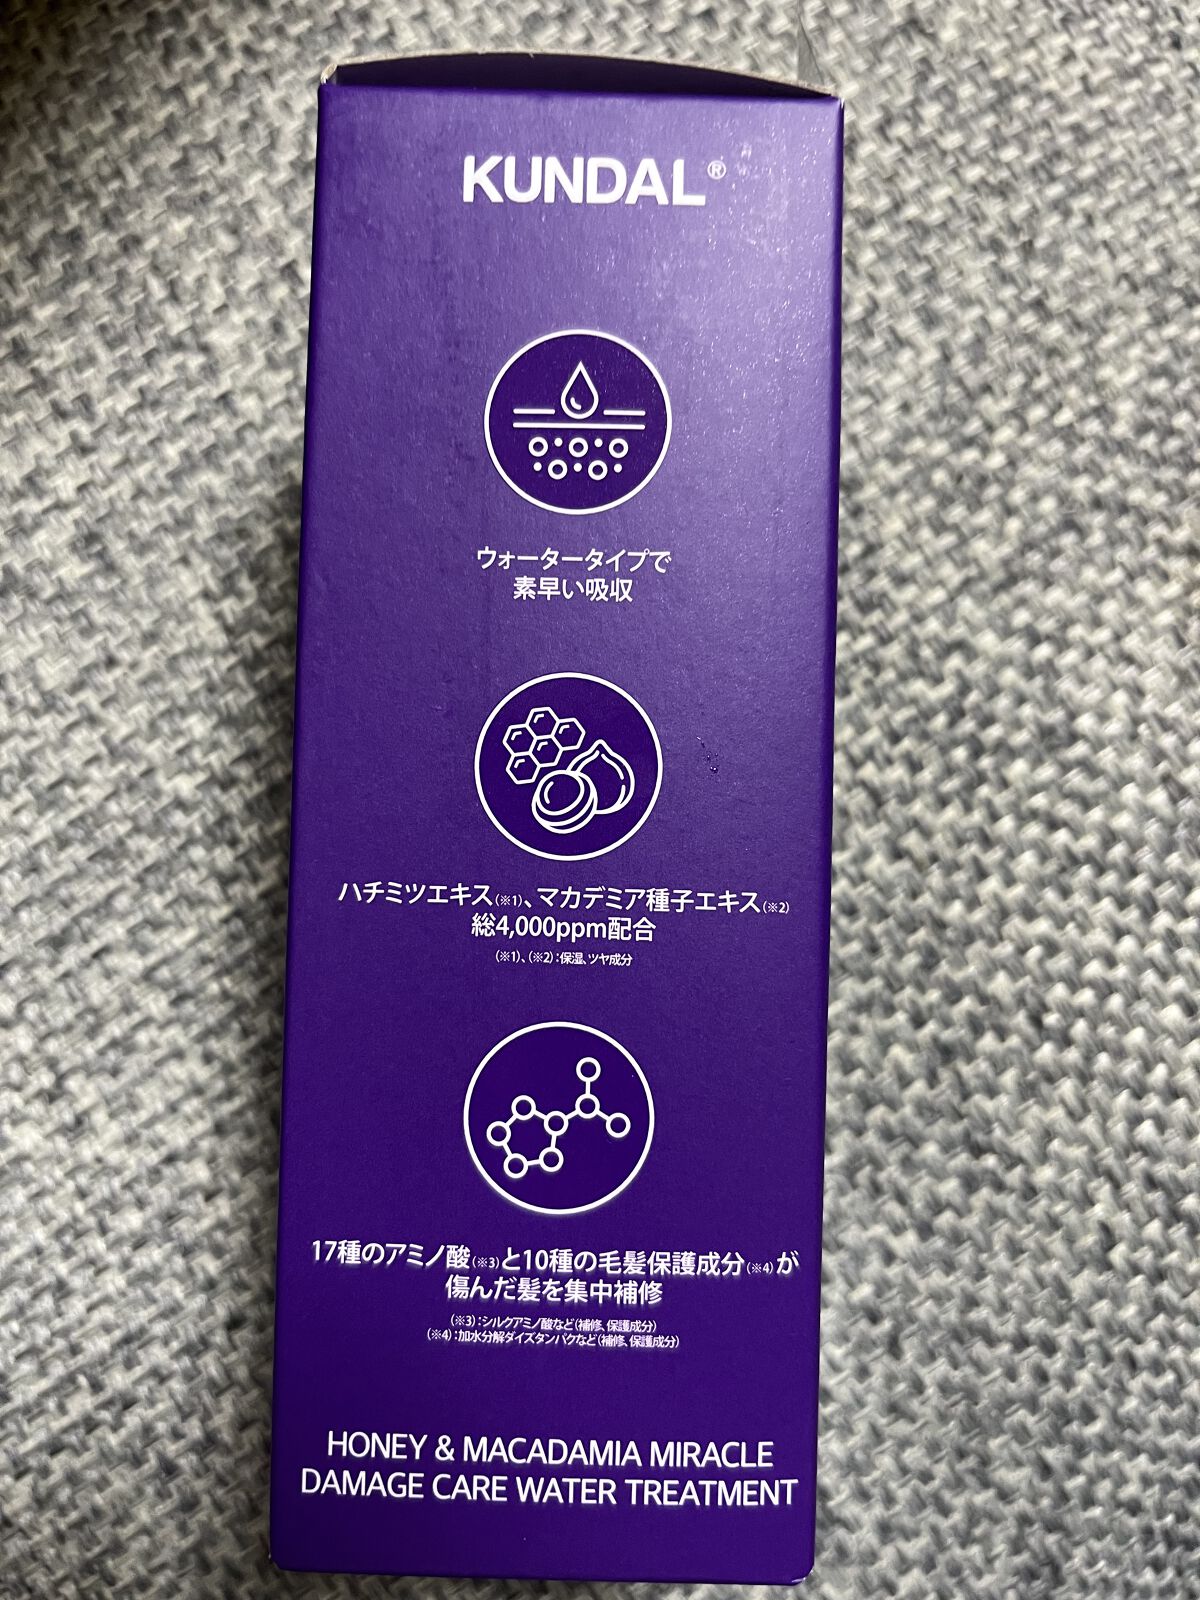 KUNDAL®
ウォータータイプで
素早い吸収
ハチミツエキス(※1)、マカデミア種子エキス(※2)
総4,000ppm配合
(※1)、(※2):保湿、ツヤ成分
17種のアミノ酸(※3)と10種の毛髪保護成分(※4)が
傷んだ髪を集中補修
(※3):シルクアミノ酸など(補修、保護成分)
(※4):加水分解ダイズタンパクなど(補修、保護成分)
HONEY & MACADAMIA MIRACLE
DAMAGE CARE WATER TREATMENT